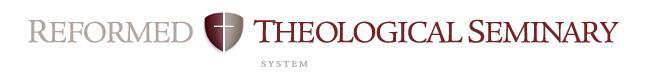 REFORMED THEOLOGICAL SEMINARY
SYSTEM